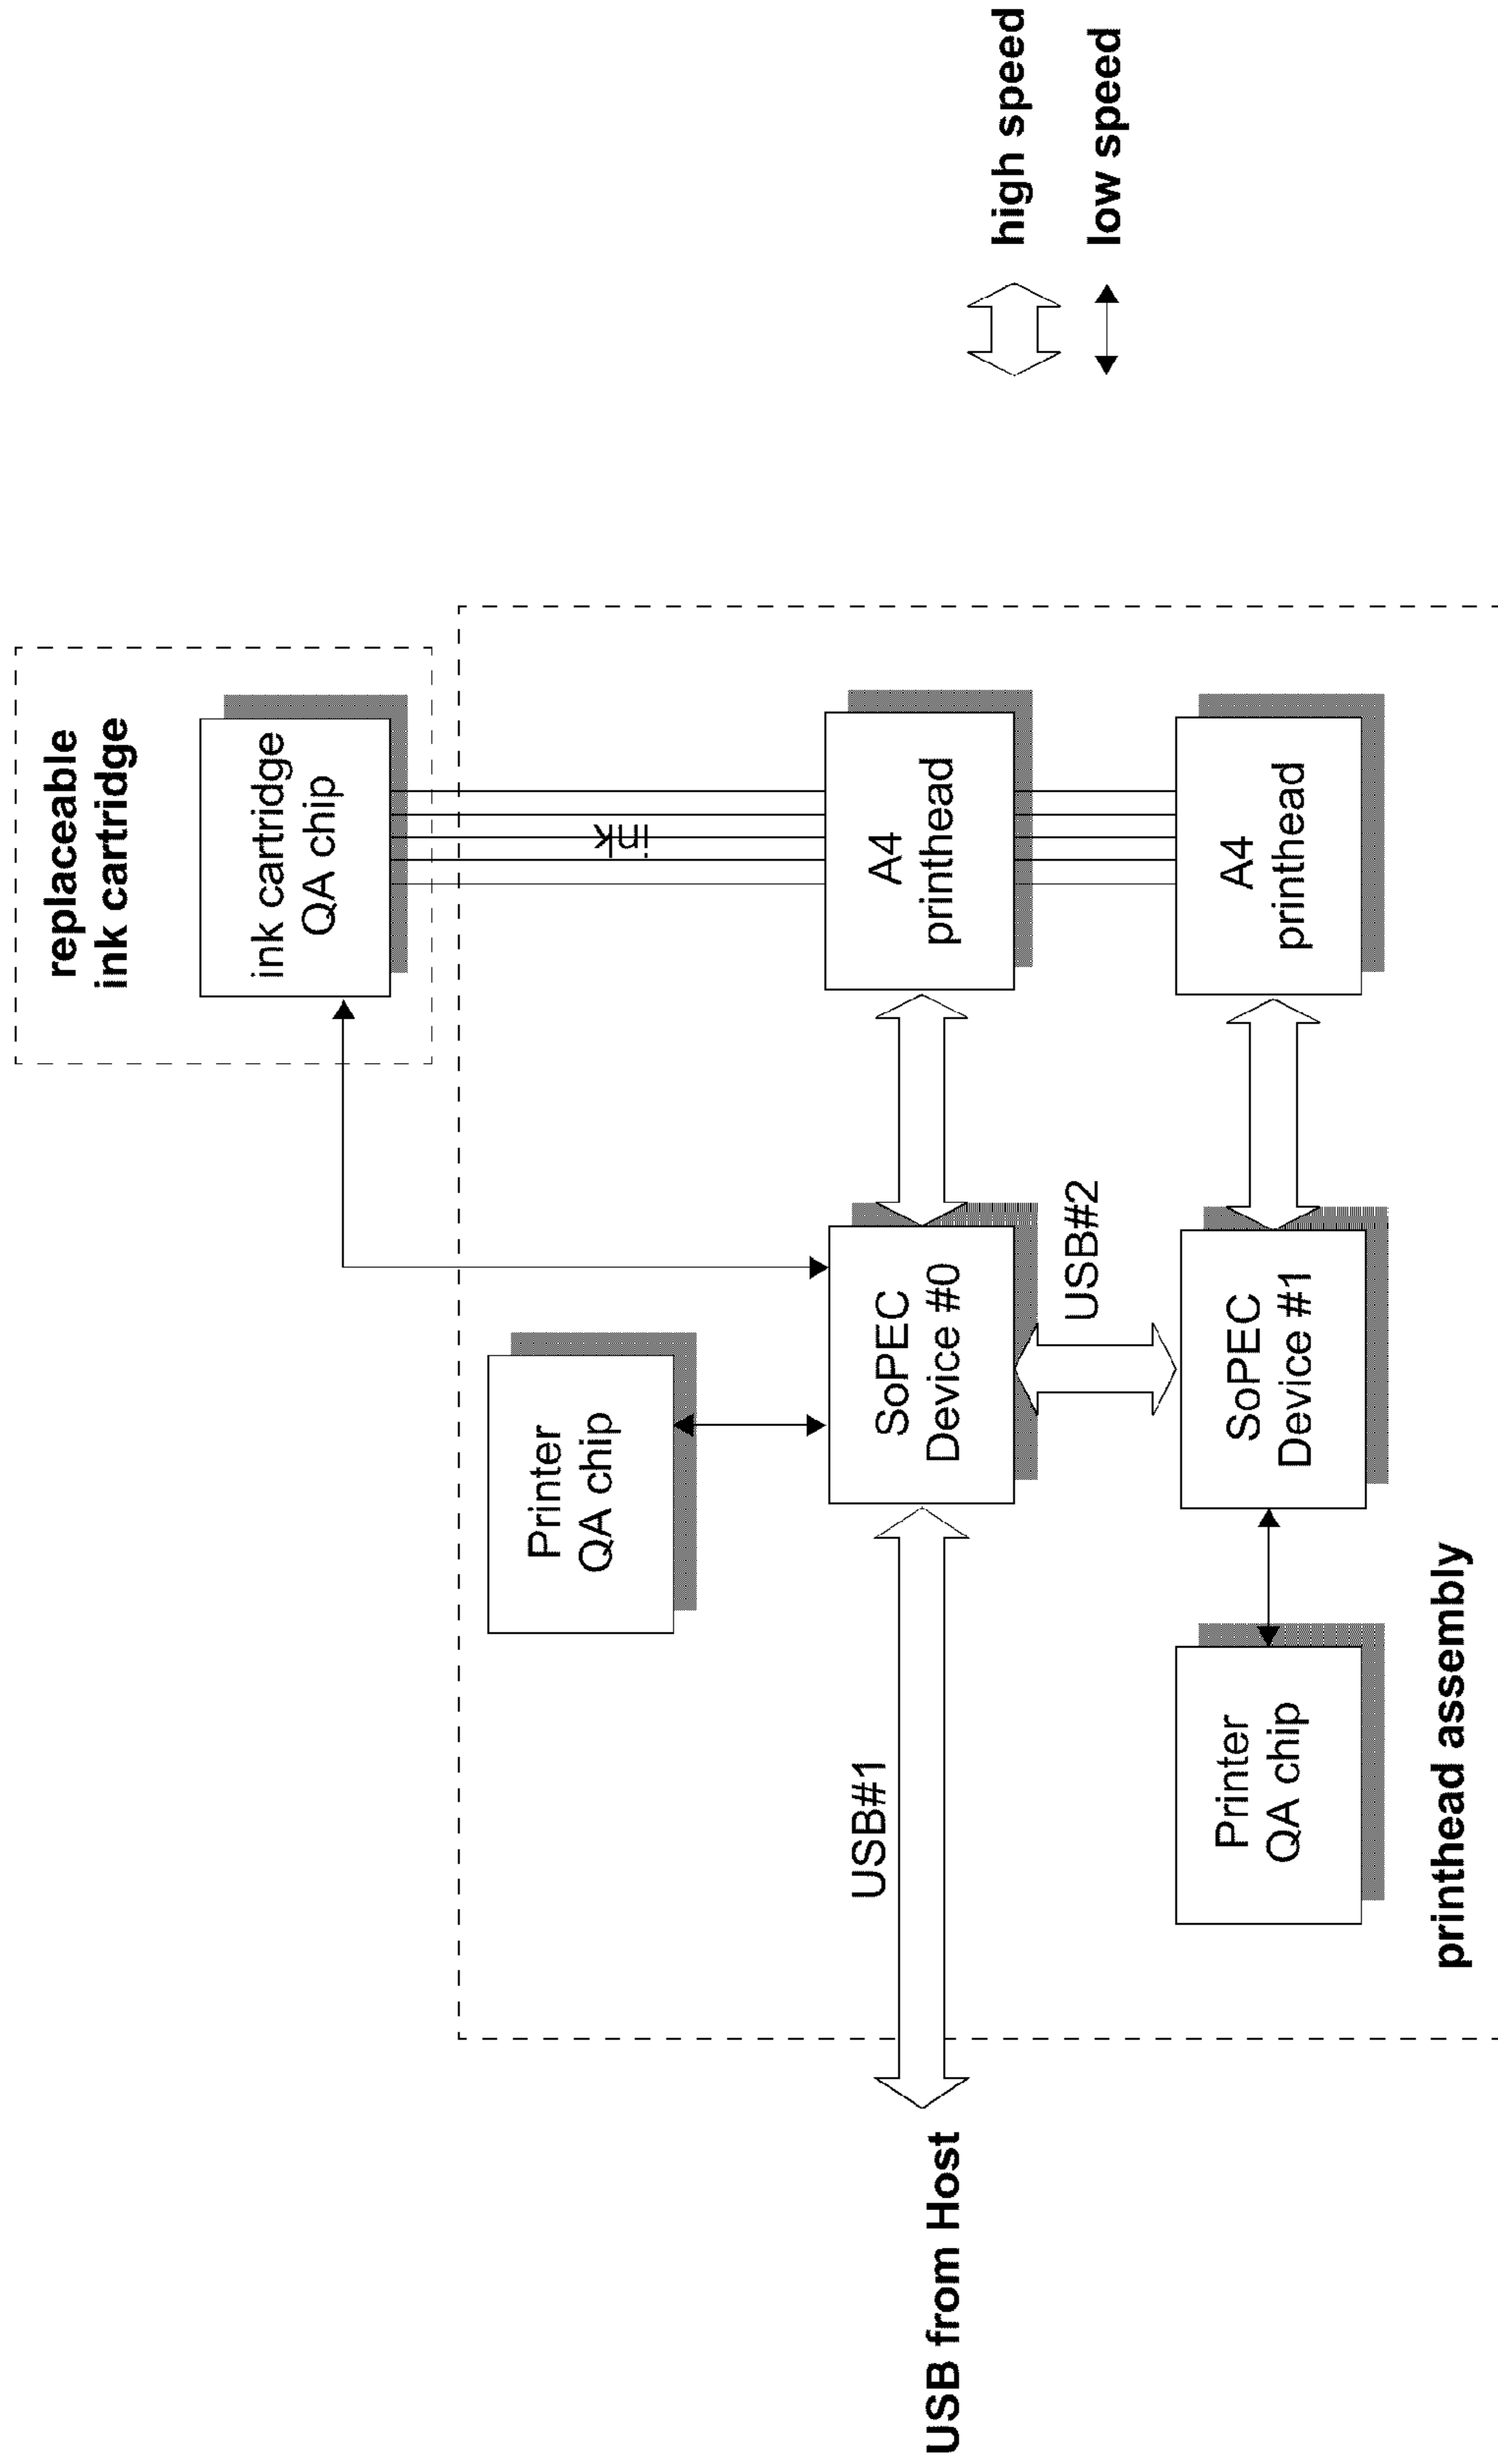 replaceable
ink cartridge
ink cartridge
QA chip
ink
Printer
QA chip
USB#1
SoPEC
Device #0
A4
printhead
USB from Host
high speed
USB#2
low speed
Printer
QA chip
SoPEC
Device #1
A4
printhead
printhead assembly